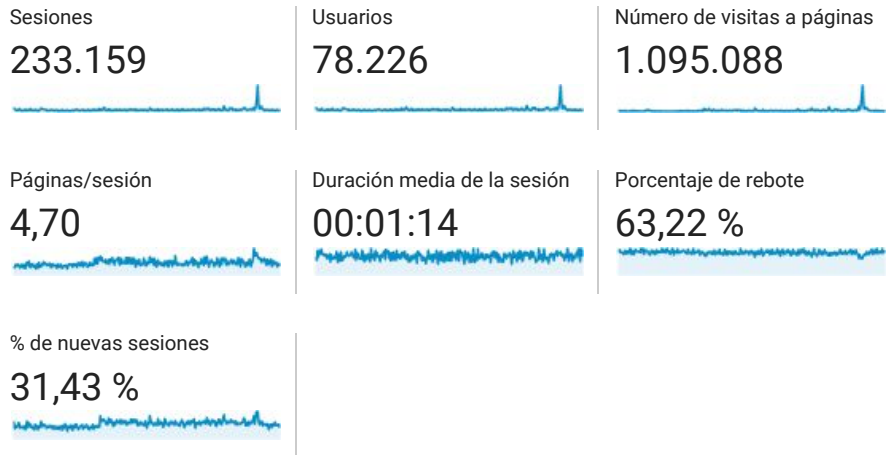 Sesiones
233.159
Usuarios
78.226
Número de visitas a páginas
1.095.088
Páginas/sesión
4,70
Duración media de la sesión
00:01:14
Porcentaje de rebote
63,22 %
% de nuevas sesiones
31,43 %